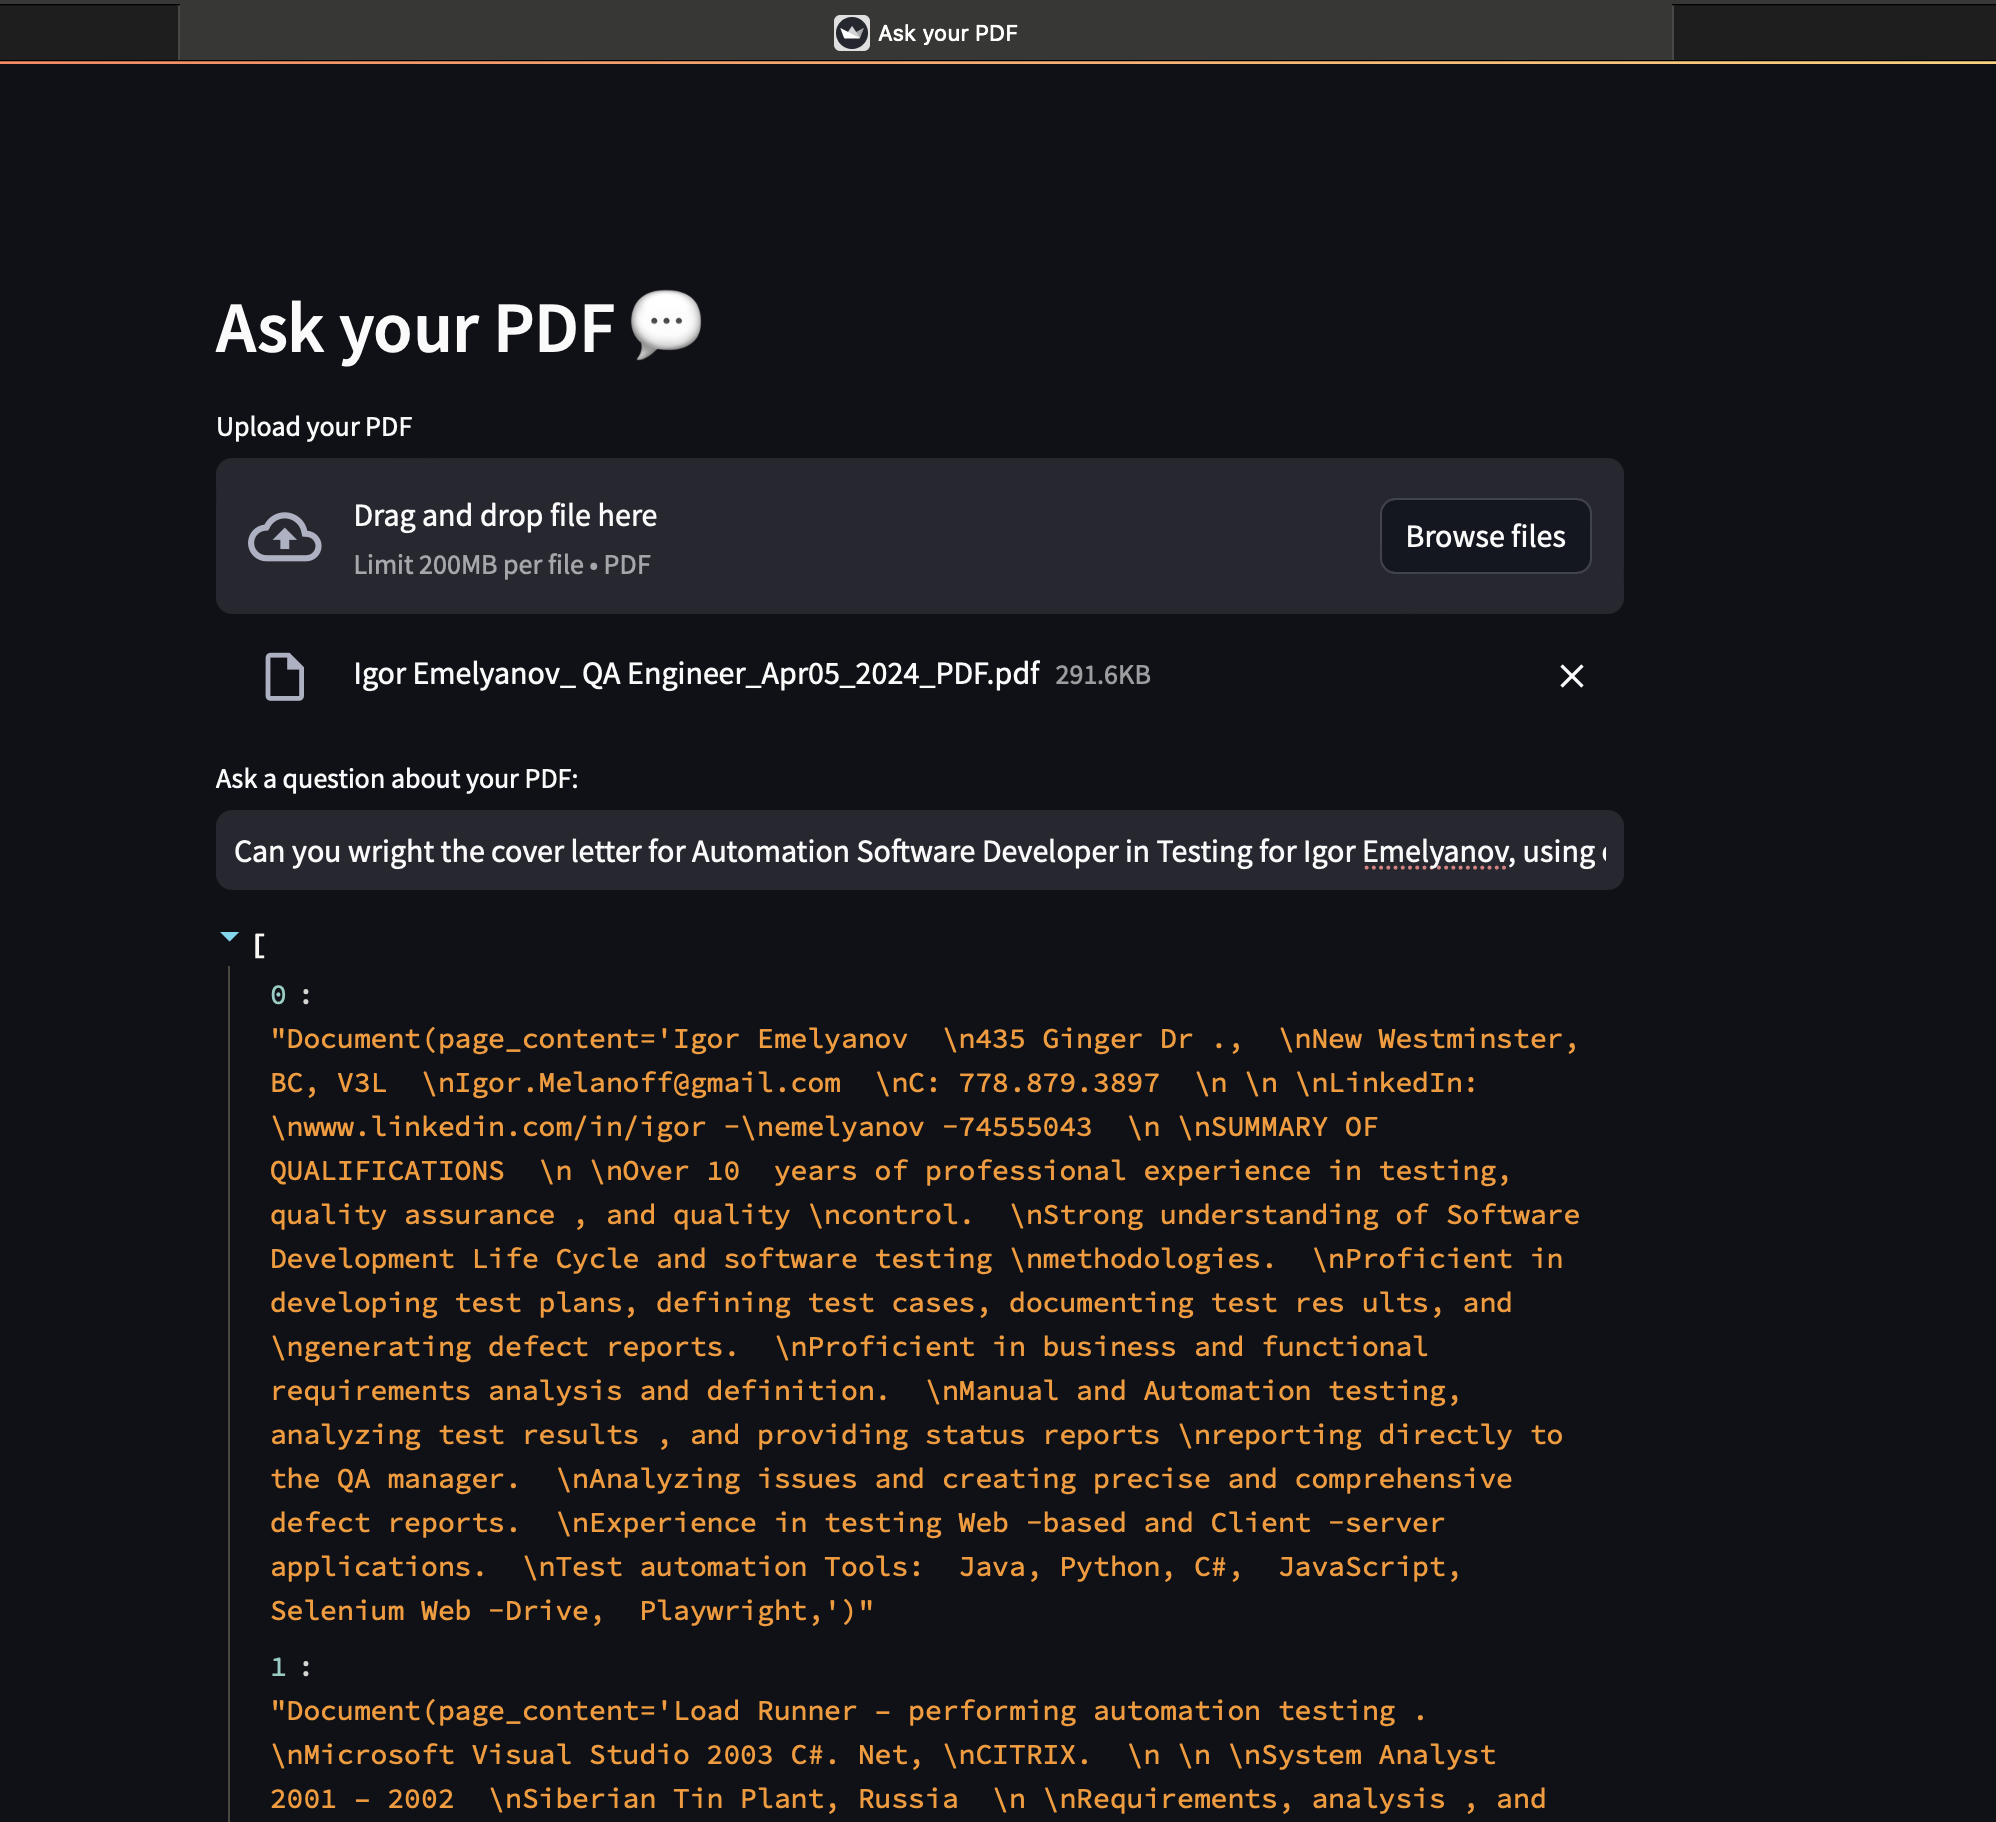 Ask your PDF
Ask your PDF
Upload your PDF
Drag and drop file here
Limit 200MB per file • PDF
Browse files
Igor Emelyanov_ QA Engineer_Apr05_2024_PDF.pdf 291.6KB
Ask a question about your PDF:
Can you wright the cover letter for Automation Software Developer in Testing for Igor Emelyanov, using
[
0 :
"Document(page_content='Igor Emelyanov  \n435 Ginger Dr .,  \nNew Westminster,
BC, V3L  \nIgor.Melanoff@gmail.com  \nC: 778.879.3897  \n \n \nLinkedIn:
\nwww.linkedin.com/in/igor -\nemelyanov -74555043  \n \nSUMMARY OF
QUALIFICATIONS  \n \nOver 10  years of professional experience in testing,
quality assurance , and quality \ncontrol.  \nStrong understanding of Software
Development Life Cycle and software testing \nmethodologies.  \nProficient in
developing test plans, defining test cases, documenting test res ults, and
\ngenerating defect reports.  \nProficient in business and functional
requirements analysis and definition.  \nManual and Automation testing,
analyzing test results , and providing status reports \nreporting directly to
the QA manager.  \nAnalyzing issues and creating precise and comprehensive
defect reports.  \nExperience in testing Web -based and Client -server
applications.  \nTest automation Tools:  Java, Python, C#,  JavaScript,
Selenium Web -Drive,  Playwright,')"
1 :
"Document(page_content='Load Runner – performing automation testing .
\nMicrosoft Visual Studio 2003 C#. Net, \nCITRIX.  \n \n \nSystem Analyst
2001 – 2002  \nSiberian Tin Plant, Russia  \n \nRequirements, analysis , and